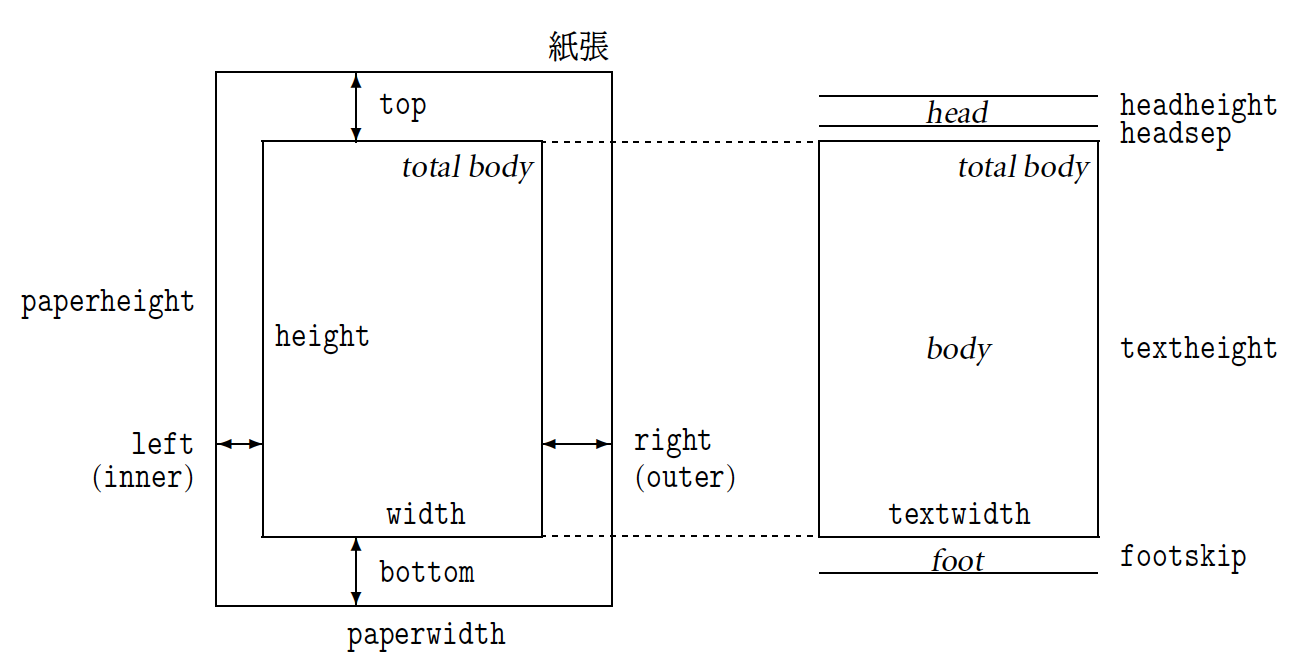 紙張
top
head
headheight
headsep
total body
total body
paperheight
height
body
textheight
left
(inner)
right
(outer)
width
textwidth
bottom
foot
footskip
paperwidth